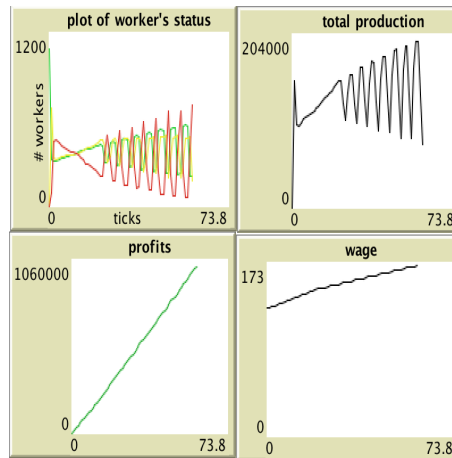 plot of worker's status
1200
# workers
0
0 ticks 73.8
total production
204000
0
0 73.8
profits
1060000
0
0 73.8
wage
173
0
0 73.8